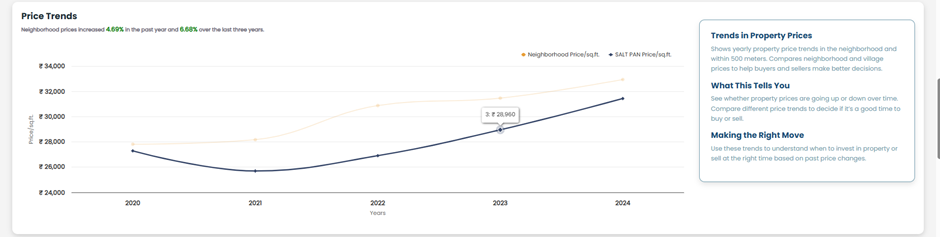 Price Trends
Neighborhood prices increased 4.69% in the past year and 6.68% over the last three years.
Neighborhood Price/sq.ft. SALT PAN Price/sq.ft.
₹ 34,000
₹ 32,000
₹ 30,000
₹ 28,000
₹ 26,000
₹ 24,000
Price/sq.ft.
3: ₹ 28,960
2020 2021 2022 2023 2024
Years
Trends in Property Prices
Shows yearly property price trends in the neighborhood and
within 500 meters. Compares neighborhood and village
prices to help buyers and sellers make better decisions.
What This Tells You
See whether property prices are going up or down over time.
Compare different price trends to decide if it's a good time to
buy or sell.
Making the Right Move
Use these trends to understand when to invest in property or
sell at the right time based on past price changes.